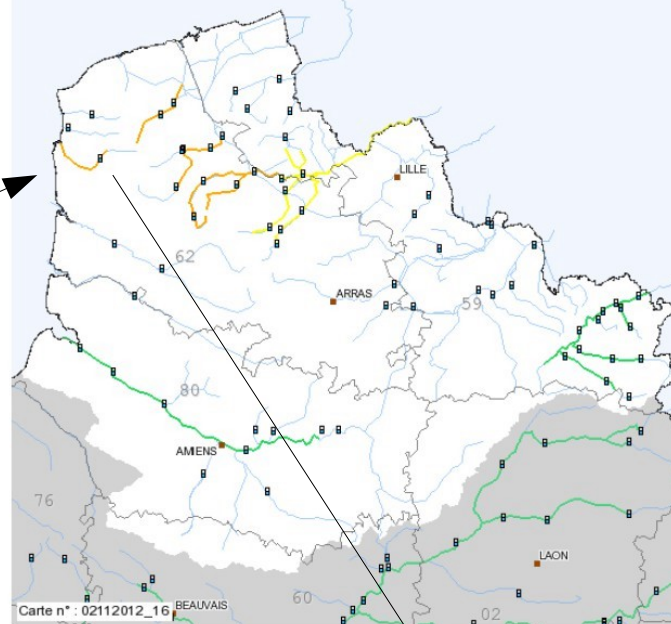 LILLE
62
ARRAS
59
80
AMIENS
76
LAON
Carte n° : 02112012_16
BEAUVAIS
60
02